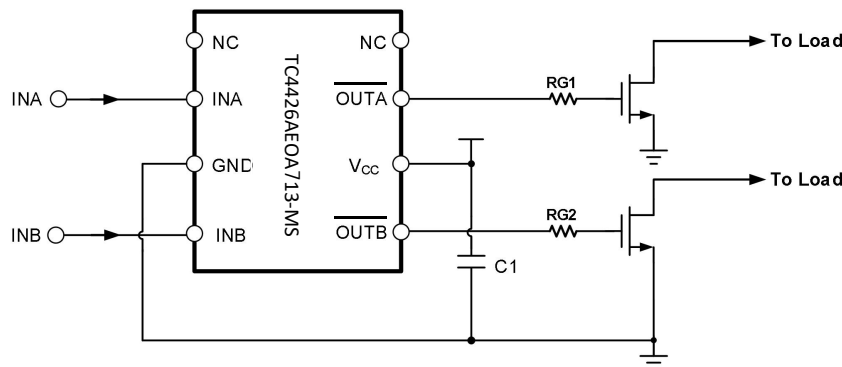 NC
NC
To Load
TC4426AEOA713-MS
RG1
INA
INA
OUTA
GND
VCC
To Load
RG2
INB
INB
OUTB
C1